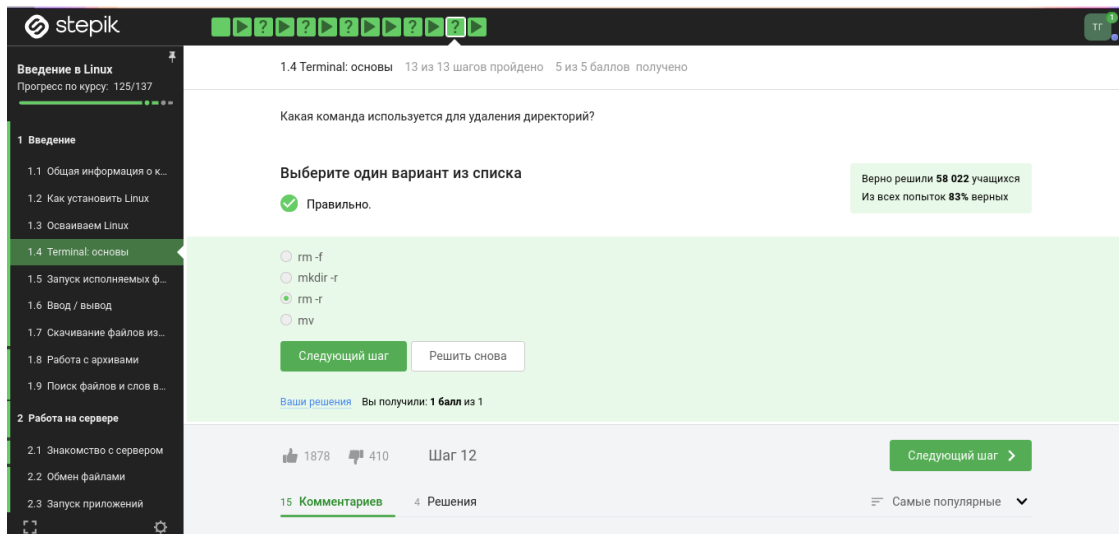 stepik
? ? ? ? ? ?
ТГ
1
Введение в Linux
Прогресс по курсу: 125/137
1 Введение
1.1 Общая информация о к...
1.2 Как установить Linux
1.3 Осваиваем Linux
1.4 Terminal: основы
1.5 Запуск исполняемых ф...
1.6 Ввод / вывод
1.7 Скачивание файлов из...
1.8 Работа с архивами
1.9 Поиск файлов и слов в...
2 Работа на сервере
2.1 Знакомство с сервером
2.2 Обмен файлами
2.3 Запуск приложений
1.4 Terminal: основы 13 из 13 шагов пройдено 5 из 5 баллов получено
Какая команда используется для удаления директорий?
Выберите один вариант из списка
Правильно.
Верно решили 58 022 учащихся
Из всех попыток 83% верных
rm -f
mkdir -r
rm -r
mv
Следующий шаг Решить снова
Ваши решения Вы получили: 1 балл из 1
1878 410 Шаг 12 Следующий шаг
15 Комментариев 4 Решения Самые популярные